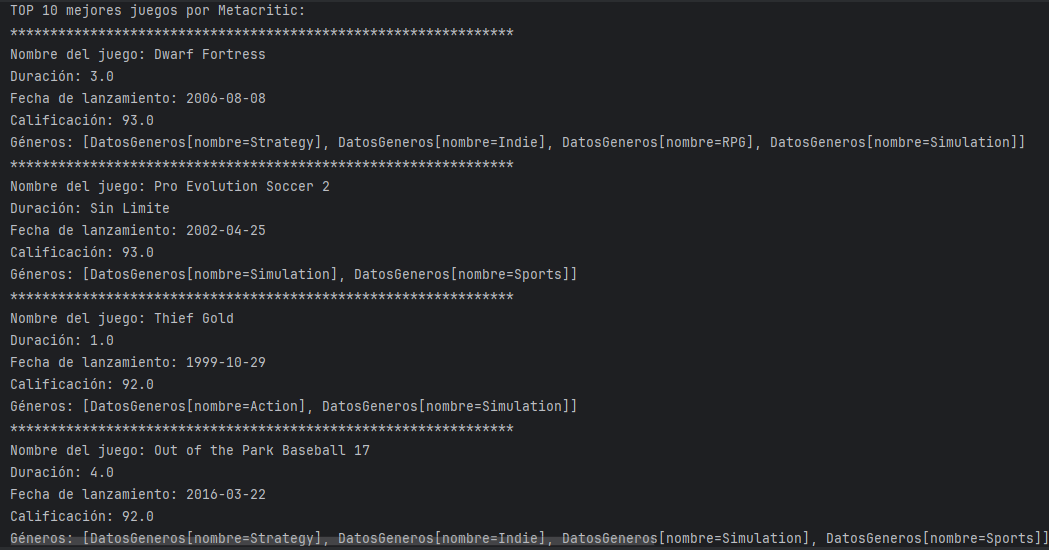 TOP 10 mejores juegos por Metacritic:
***************************************************************
Nombre del juego: Dwarf Fortress
Duración: 3.0
Fecha de lanzamiento: 2006-08-08
Calificación: 93.0
Géneros: [DatosGeneros[nombre=Strategy], DatosGeneros[nombre=Indie], DatosGeneros[nombre=RPG], DatosGeneros[nombre=Simulation]]
***************************************************************
Nombre del juego: Pro Evolution Soccer 2
Duración: Sin Limite
Fecha de lanzamiento: 2002-04-25
Calificación: 93.0
Géneros: [DatosGeneros[nombre=Simulation], DatosGeneros[nombre=Sports]]
***************************************************************
Nombre del juego: Thief Gold
Duración: 1.0
Fecha de lanzamiento: 1999-10-29
Calificación: 92.0
Géneros: [DatosGeneros[nombre=Action], DatosGeneros[nombre=Simulation]]
***************************************************************
Nombre del juego: Out of the Park Baseball 17
Duración: 4.0
Fecha de lanzamiento: 2016-03-22
Calificación: 92.0
Géneros: [DatosGeneros[nombre=Strategy], DatosGeneros[nombre=Indie], DatosGeneros[nombre=Simulation], DatosGeneros[nombre=Sports]]